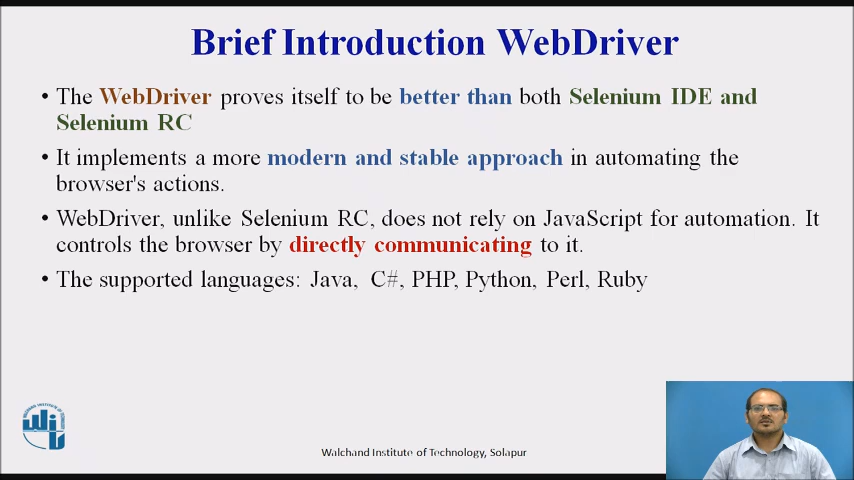 Brief Introduction WebDriver
• The WebDriver proves itself to be better than both Selenium IDE and
Selenium RC
• It implements a more modern and stable approach in automating the
browser's actions.
• WebDriver, unlike Selenium RC, does not rely on JavaScript for automation. It
controls the browser by directly communicating to it.
• The supported languages: Java, C#, PHP, Python, Perl, Ruby
Walchand Institute of Technology, Solapur